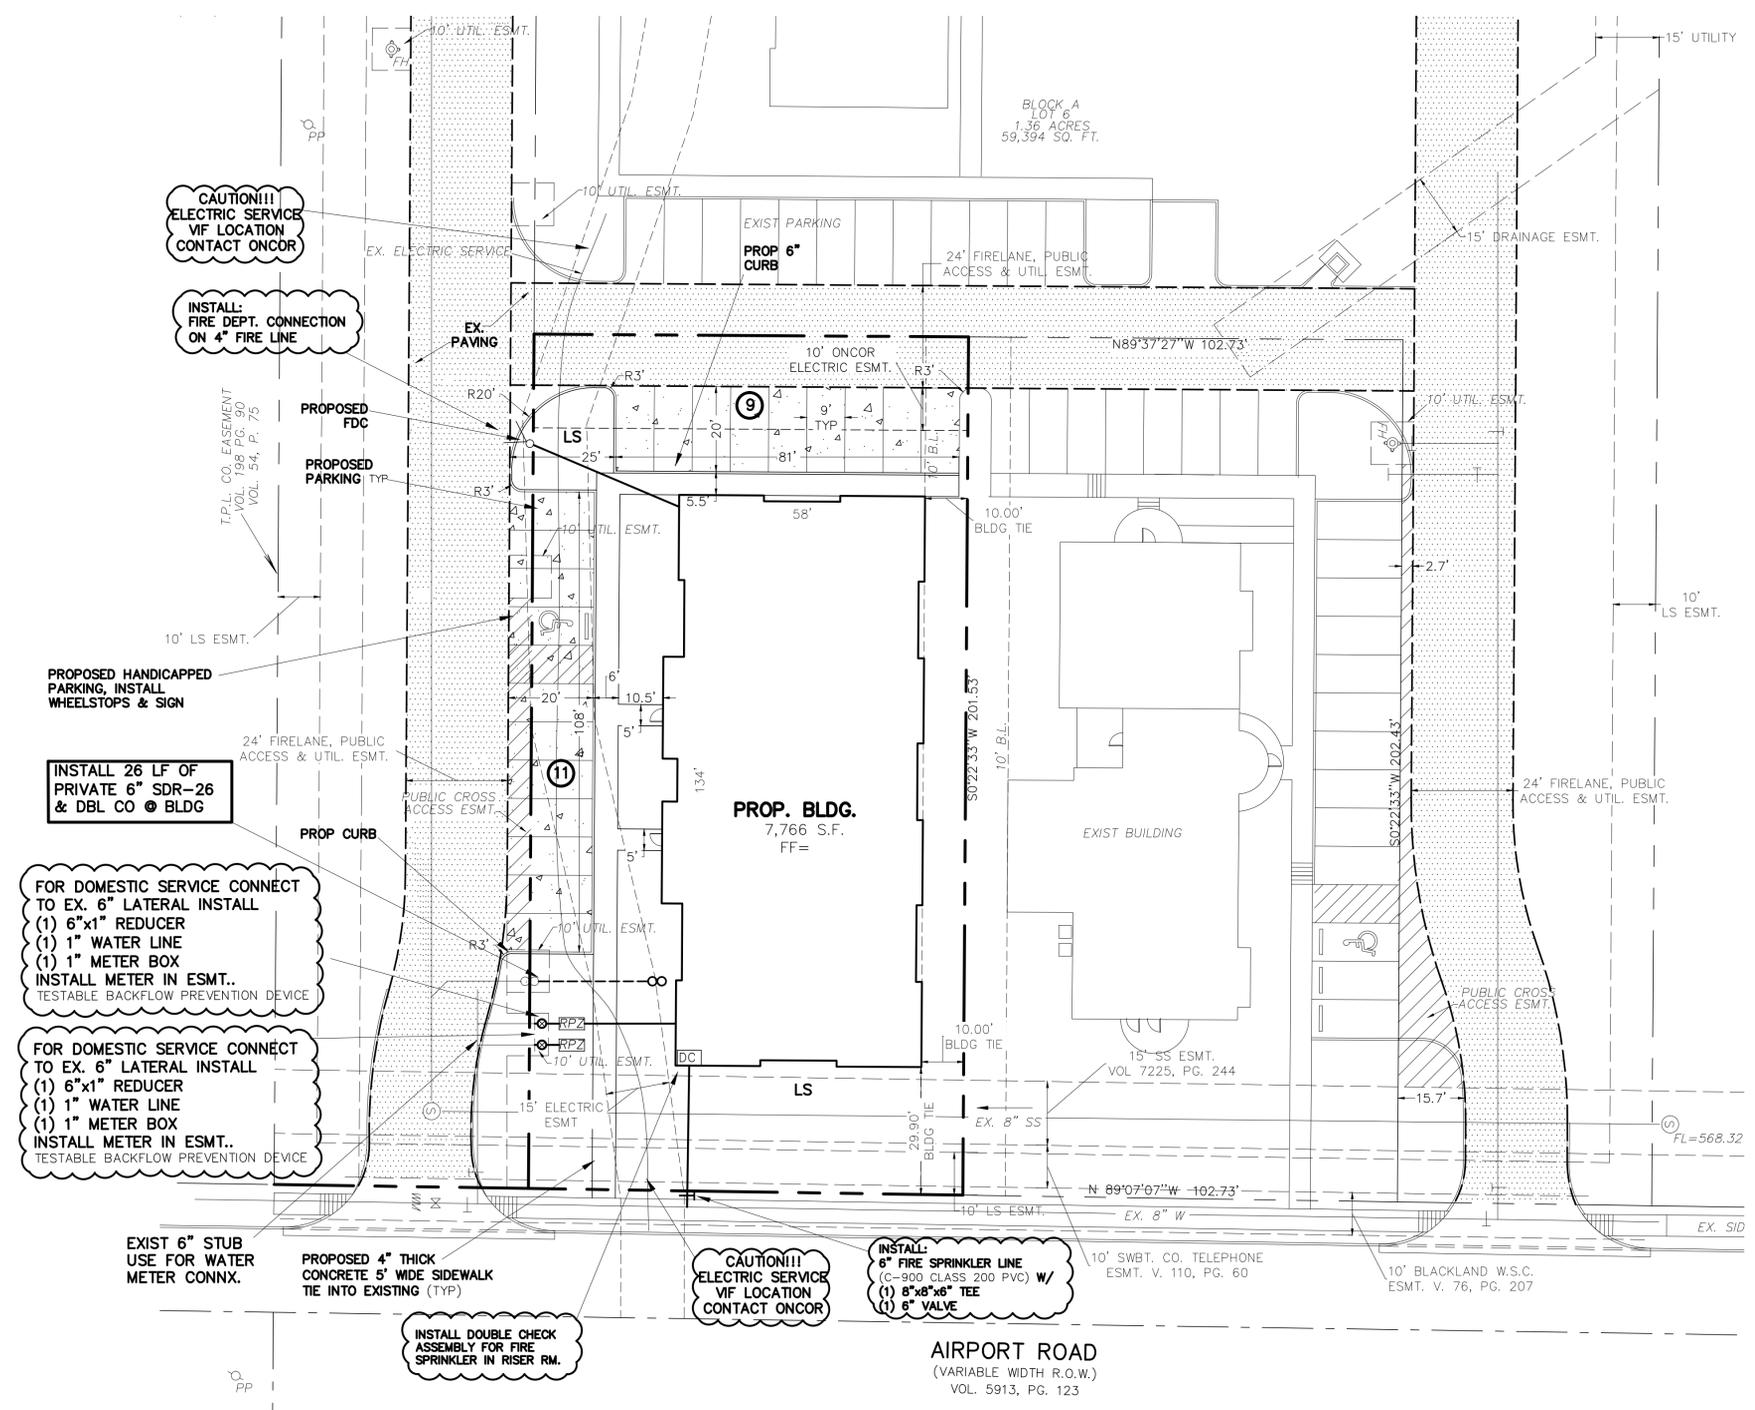 10' UTIL. ESMT.
FH
15' UTILITY
PP
BLOCK A
LOT 6
1.36 ACRES
59,394 SQ. FT.
CAUTION!!!
ELECTRIC SERVICE
VIF LOCATION
CONTACT ONCOR
10' UTIL. ESMT.
EX. ELECTRIC SERVICE
EXIST PARKING
PROP 6"
CURB
24' FIRELANE, PUBLIC
ACCESS & UTIL. ESMT.
15' DRAINAGE ESMT.
INSTALL:
FIRE DEPT. CONNECTION
ON 4" FIRE LINE
EX.
PAVING
10' ONCOR
ELECTRIC ESMT.
N89°37'27"W 102.73'
R3'
R3'
R20'
T.P.L. CO. EASEMENT
VOL. 198 PG. 90
VOL. 54, P. 75
PROPOSED
FDC
LS
9
9'
TYP
20'
25'
81'
10' B.L.
10' UTIL. ESMT.
FH
PROPOSED
PARKING TYP
R3'
5.5'
58'
10.00'
BLDG TIE
10' UTIL. ESMT.
2.7'
10' LS ESMT.
10'
LS ESMT.
PROPOSED HANDICAPPED
PARKING, INSTALL
WHEELSTOPS & SIGN
6'
20'
10.5'
108'
5'
S0°22'33"W 201.53'
10' B.L.
S0°22'33"W 202.43'
24' FIRELANE, PUBLIC
ACCESS & UTIL. ESMT.
INSTALL 26 LF OF
PRIVATE 6" SDR-26
& DBL CO @ BLDG
11
134'
PUBLIC CROSS
ACCESS ESMT.
PROP. BLDG.
7,766 S.F.
FF=
5'
EXIST BUILDING
24' FIRELANE, PUBLIC
ACCESS & UTIL. ESMT.
PROP CURB
FOR DOMESTIC SERVICE CONNECT
TO EX. 6" LATERAL INSTALL
(1) 6"x1" REDUCER
(1) 1" WATER LINE
(1) 1" METER BOX
INSTALL METER IN ESMT..
TESTABLE BACKFLOW PREVENTION DEVICE
R3'
10' UTIL. ESMT.
PUBLIC CROSS
ACCESS ESMT.
RPZ
RPZ
10' UTIL. ESMT.
DC
10.00'
BLDG TIE
FOR DOMESTIC SERVICE CONNECT
TO EX. 6" LATERAL INSTALL
(1) 6"x1" REDUCER
(1) 1" WATER LINE
(1) 1" METER BOX
INSTALL METER IN ESMT..
TESTABLE BACKFLOW PREVENTION DEVICE
15' SS ESMT.
VOL 7225, PG. 244
LS
15' ELECTRIC
ESMT
S
29.90'
BLDG TIE
EX. 8" SS
15.7'
S
FL=568.32
WM
N 89°07'07"W 102.73'
10' LS ESMT.
EX. 8" W
EX. SID
EXIST 6" STUB
USE FOR WATER
METER CONNX.
PROPOSED 4" THICK
CONCRETE 5' WIDE SIDEWALK
TIE INTO EXISTING (TYP)
CAUTION!!!
ELECTRIC SERVICE
VIF LOCATION
CONTACT ONCOR
INSTALL:
6" FIRE SPRINKLER LINE
(C-900 CLASS 200 PVC) W/
(1) 8"x8"x6" TEE
(1) 6" VALVE
10' SWBT. CO. TELEPHONE
ESMT. V. 110, PG. 60
10' BLACKLAND W.S.C.
ESMT. V. 76, PG. 207
INSTALL DOUBLE CHECK
ASSEMBLY FOR FIRE
SPRINKLER IN RISER RM.
AIRPORT ROAD
(VARIABLE WIDTH R.O.W.)
VOL. 5913, PG. 123
PP